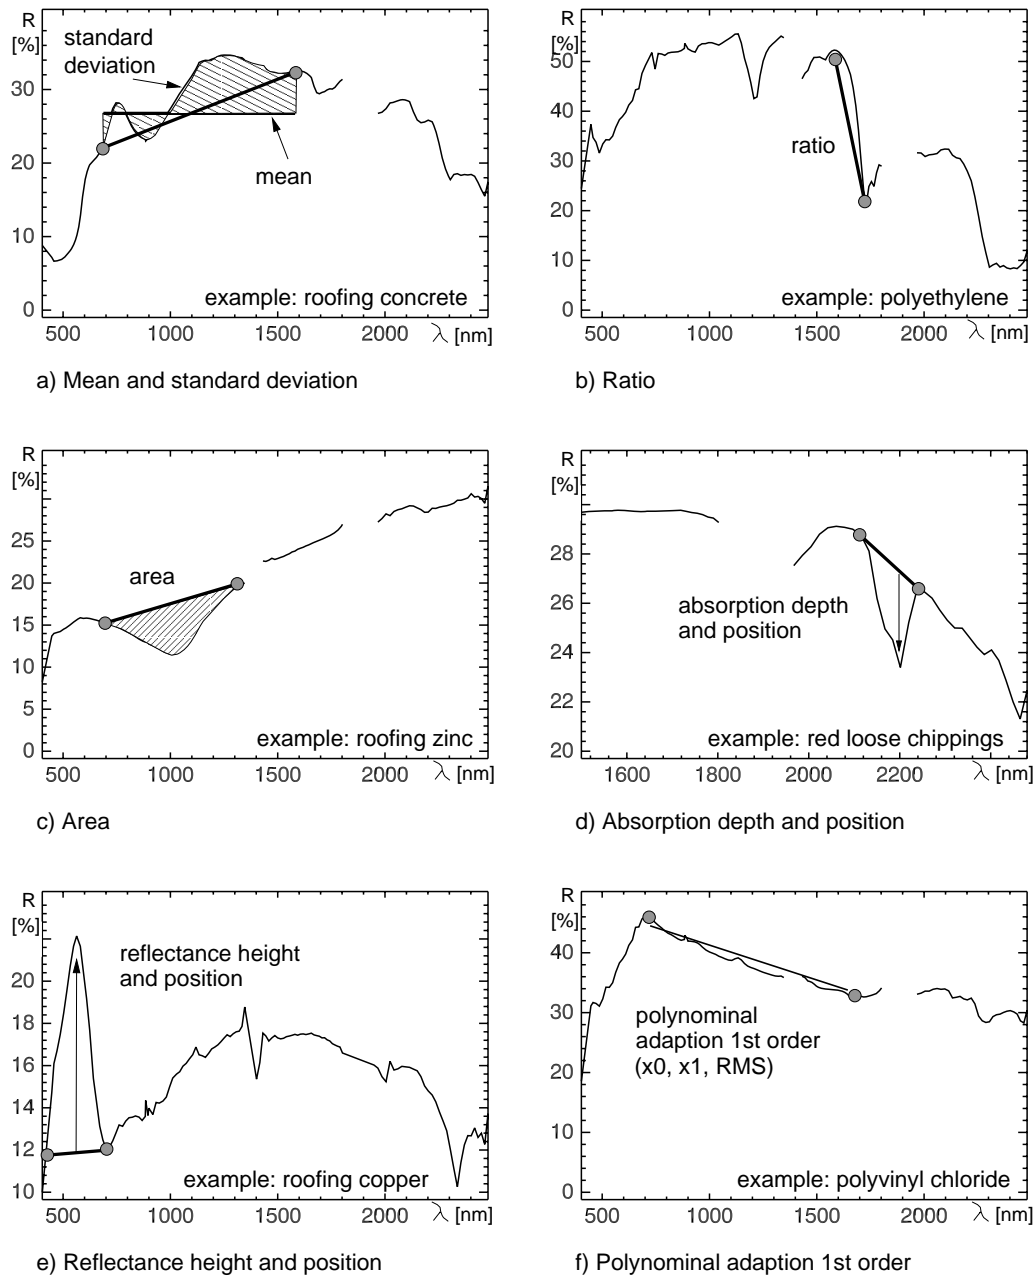 R
[%]
standard
deviation
30
20
mean
10
example: roofing concrete
0
500 1000 1500 2000 λ [nm]
a) Mean and standard deviation
R
[%]
50
40
30
ratio
20
10
example: polyethylene
0
500 1000 1500 2000 λ [nm]
b) Ratio
R
[%]
25
20
area
15
10
5
example: roofing zinc
0
500 1000 1500 2000 λ [nm]
c) Area
R
[%]
28
26
absorption depth
and position
24
22
example: red loose chippings
20
1600 1800 2000 2200 λ [nm]
d) Absorption depth and position
R
[%]
reflectance height
and position
20
18
16
14
12
example: roofing copper
10
500 1000 1500 2000 λ [nm]
e) Reflectance height and position
R
[%]
40
30
polynominal
adaption 1st order
(x0, x1, RMS)
20
10
example: polyvinyl chloride
0
500 1000 1500 2000 λ [nm]
f) Polynominal adaption 1st order